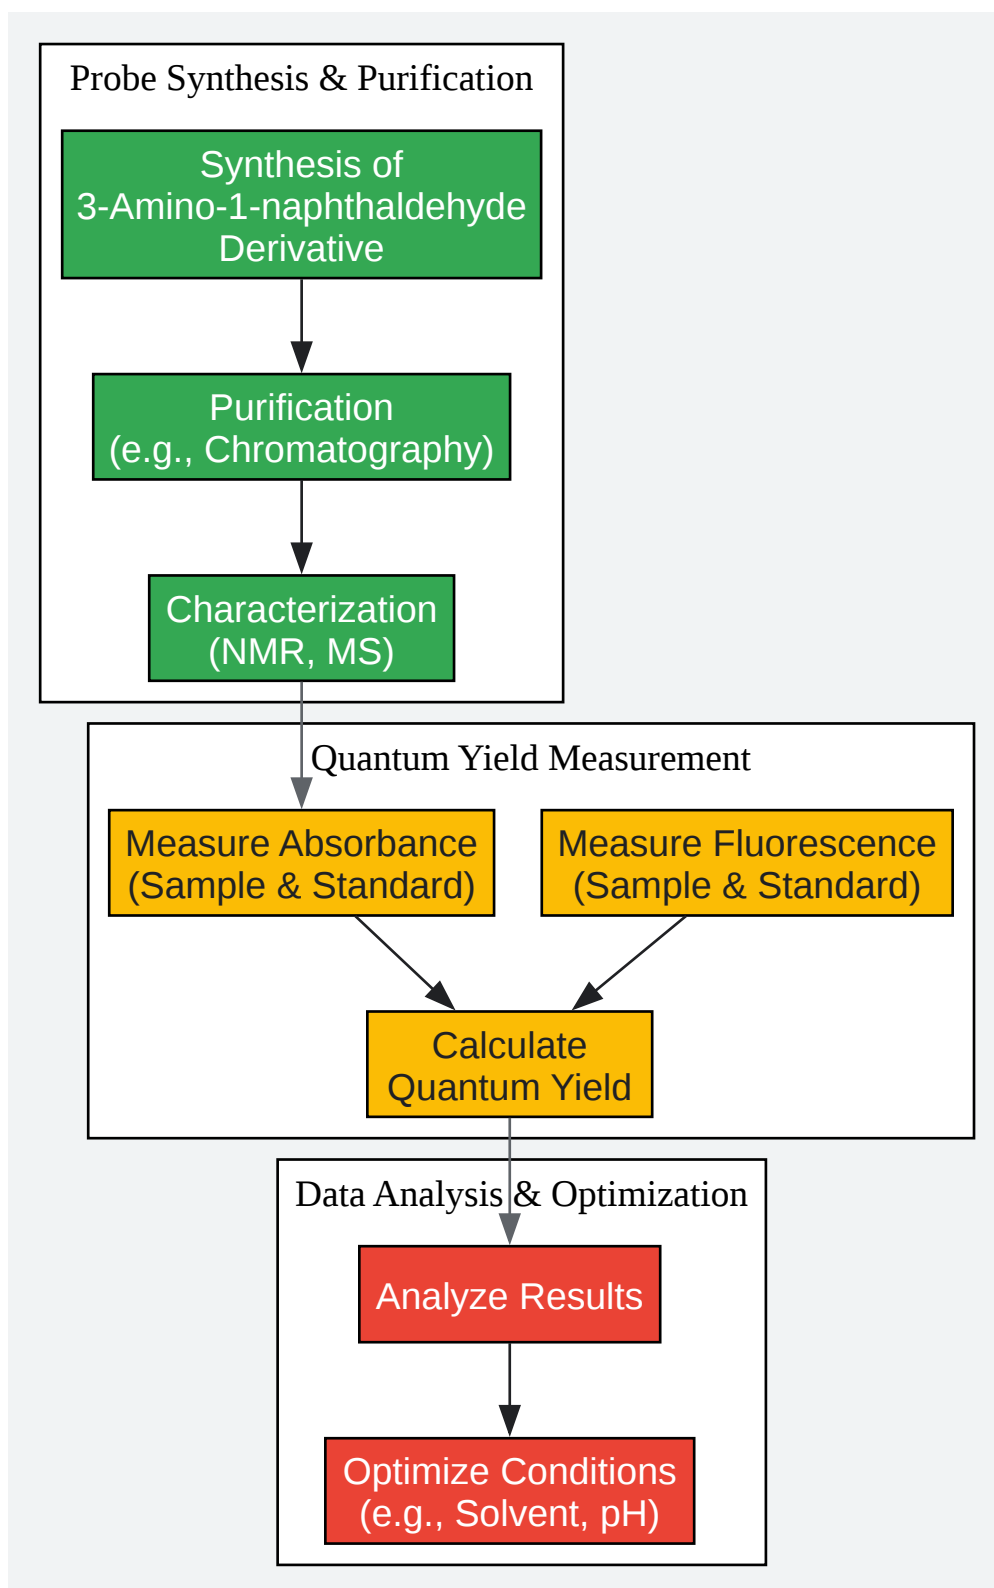 Probe Synthesis & Purification
Synthesis of
3-Amino-1-naphthaldehyde
Derivative
Purification
(e.g., Chromatography)
Characterization
(NMR, MS)
Quantum Yield Measurement
Measure Absorbance
(Sample & Standard)
Measure Fluorescence
(Sample & Standard)
Calculate
Quantum Yield
Data Analysis & Optimization
Analyze Results
Optimize Conditions
(e.g., Solvent, pH)